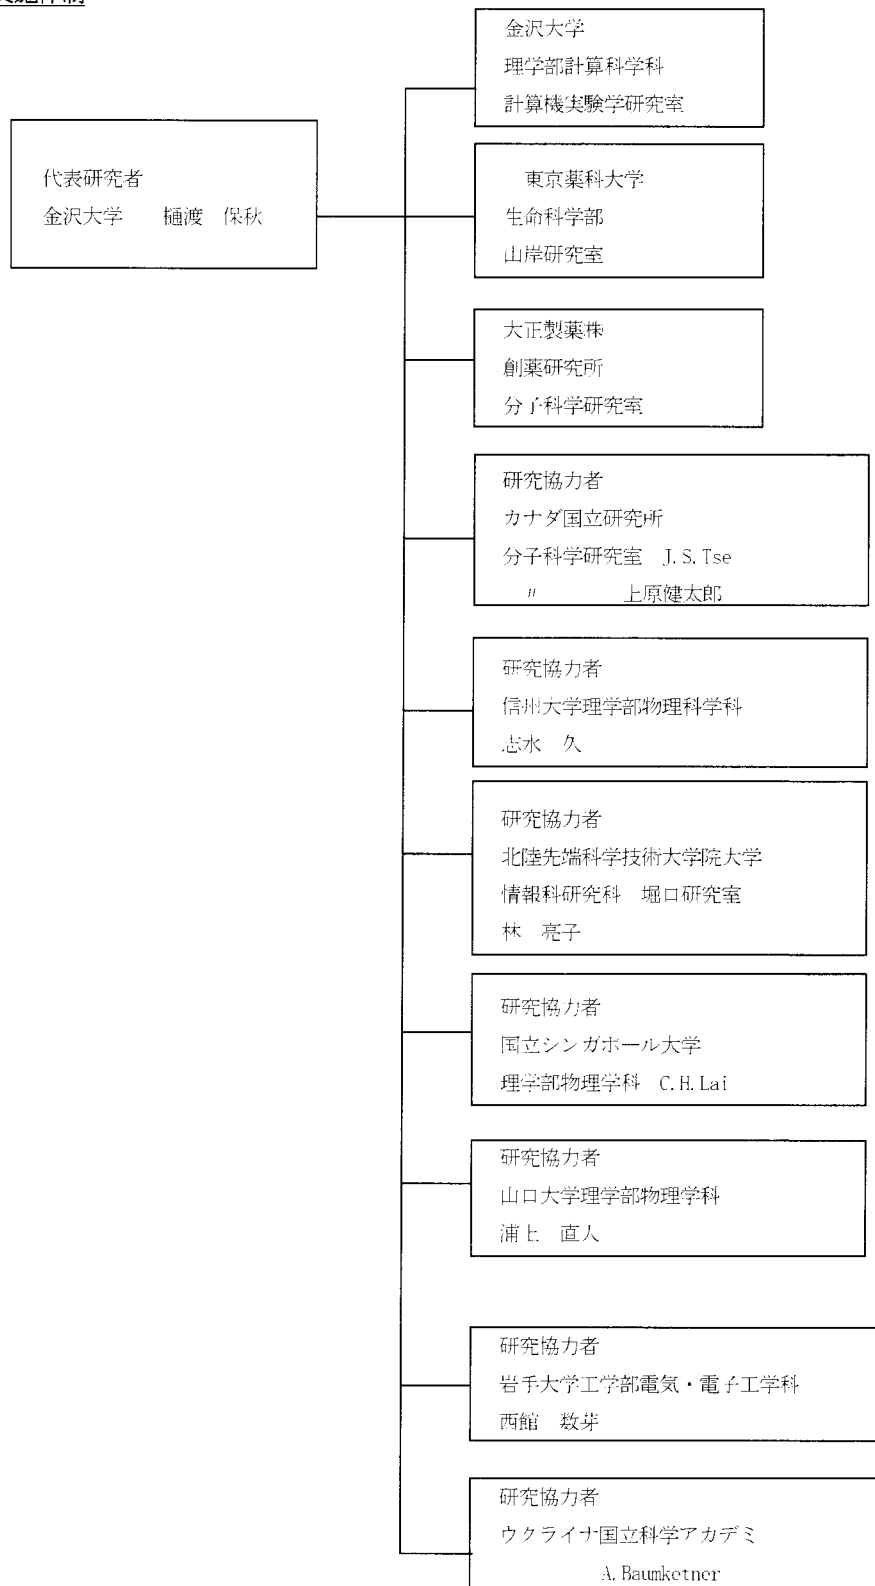 実施体制
代表研究者
金沢大学　　樋渡　保秋
金沢大学
理学部計算科学科
計算機実験学研究室
東京薬科大学
生命科学部
山岸研究室
大正製薬株
創薬研究所
分子科学研究室
研究協力者
カナダ国立研究所
分子科学研究室　J.S.Tse
〃　　　　上原健太郎
研究協力者
信州大学理学部物理科学科
志水　久
研究協力者
北陸先端科学技術大学院大学
情報科研究科　堀口研究室
林　亮子
研究協力者
国立シンガポール大学
理学部物理学科　C.H.Lai
研究協力者
山口大学理学部物理学科
浦上　直人
研究協力者
岩手大学工学部電気・電子工学科
西館　数芽
研究協力者
ウクライナ国立科学アカデミ
A.Baumketner